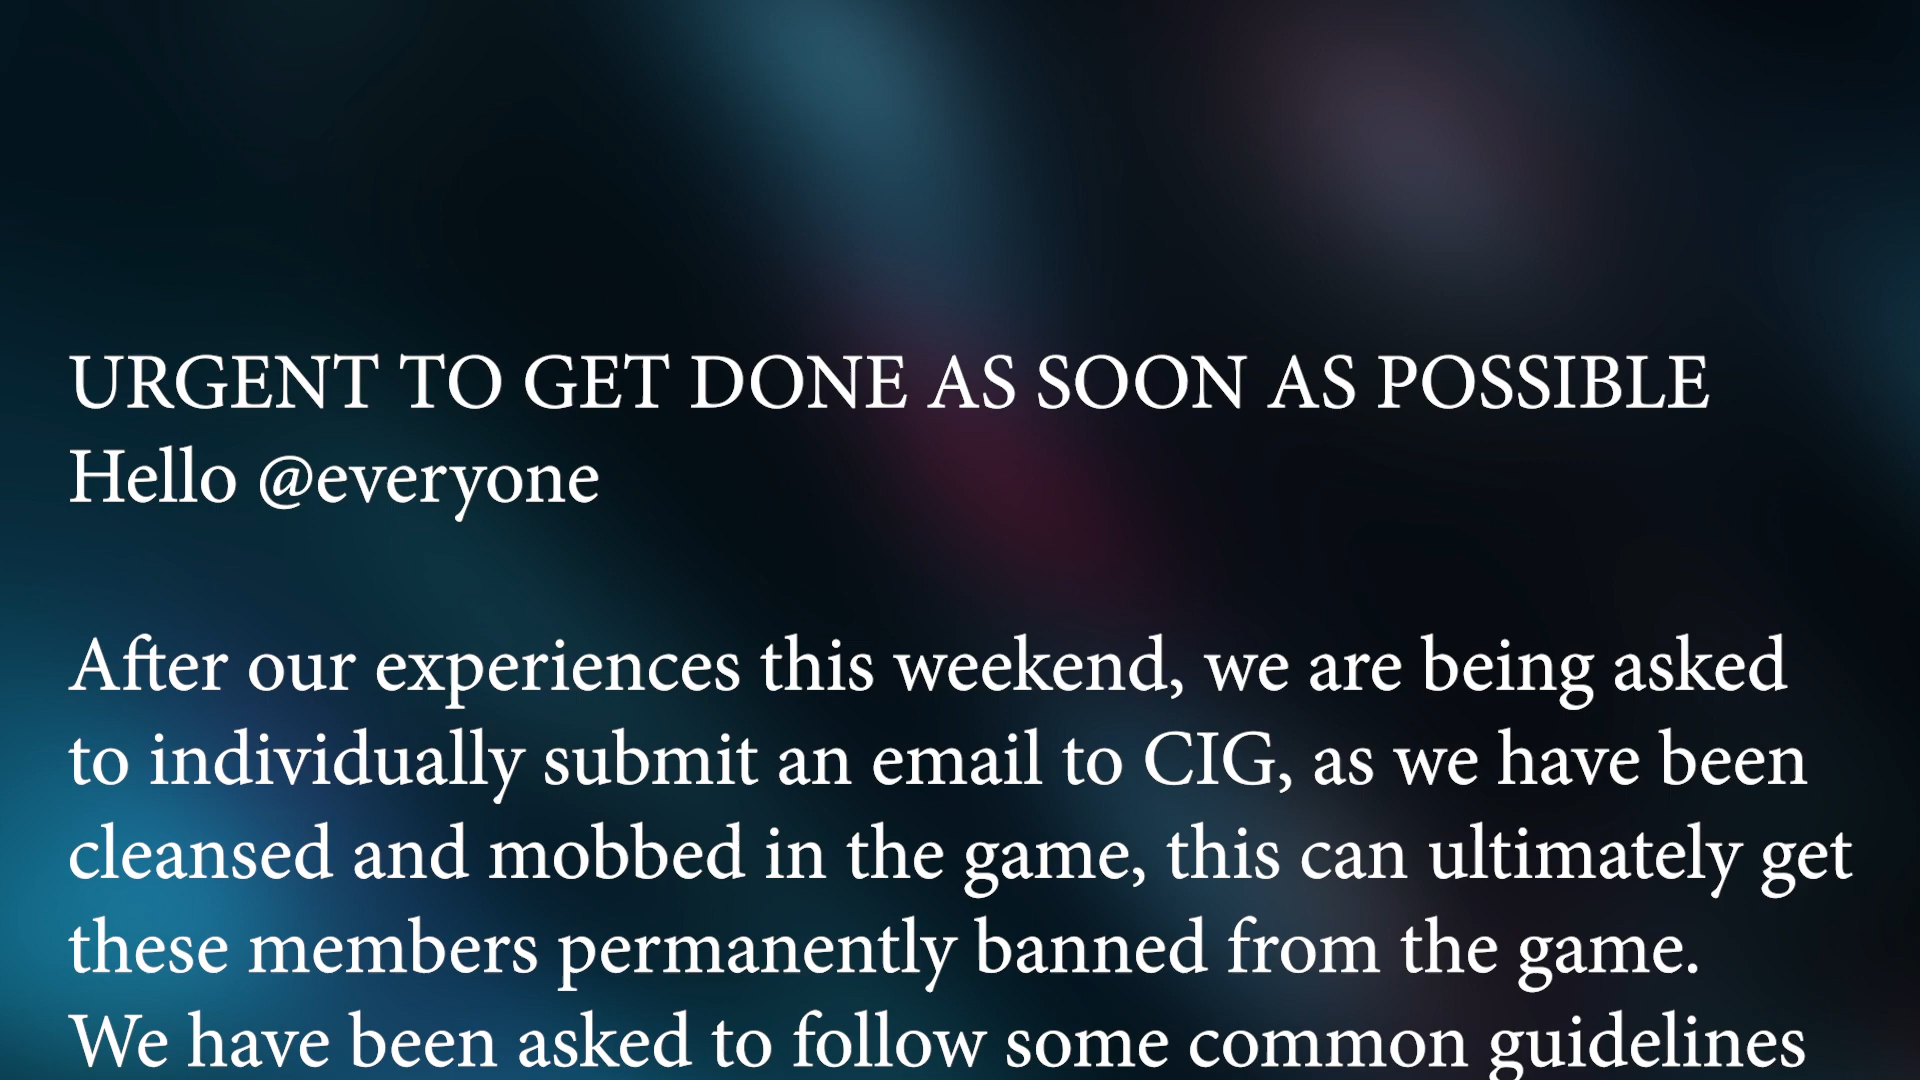 URGENT TO GET DONE AS SOON AS POSSIBLE
Hello @everyone
After our experiences this weekend, we are being asked
to individually submit an email to CIG, as we have been
cleansed and mobbed in the game, this can ultimately get
these members permanently banned from the game.
We have been asked to follow some common guidelines